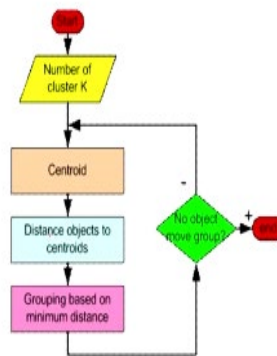 Start
Number of
cluster K
Centroid
Distance objects to
centroids
Grouping based on
minimum distance
-
No object
move group?
+
end